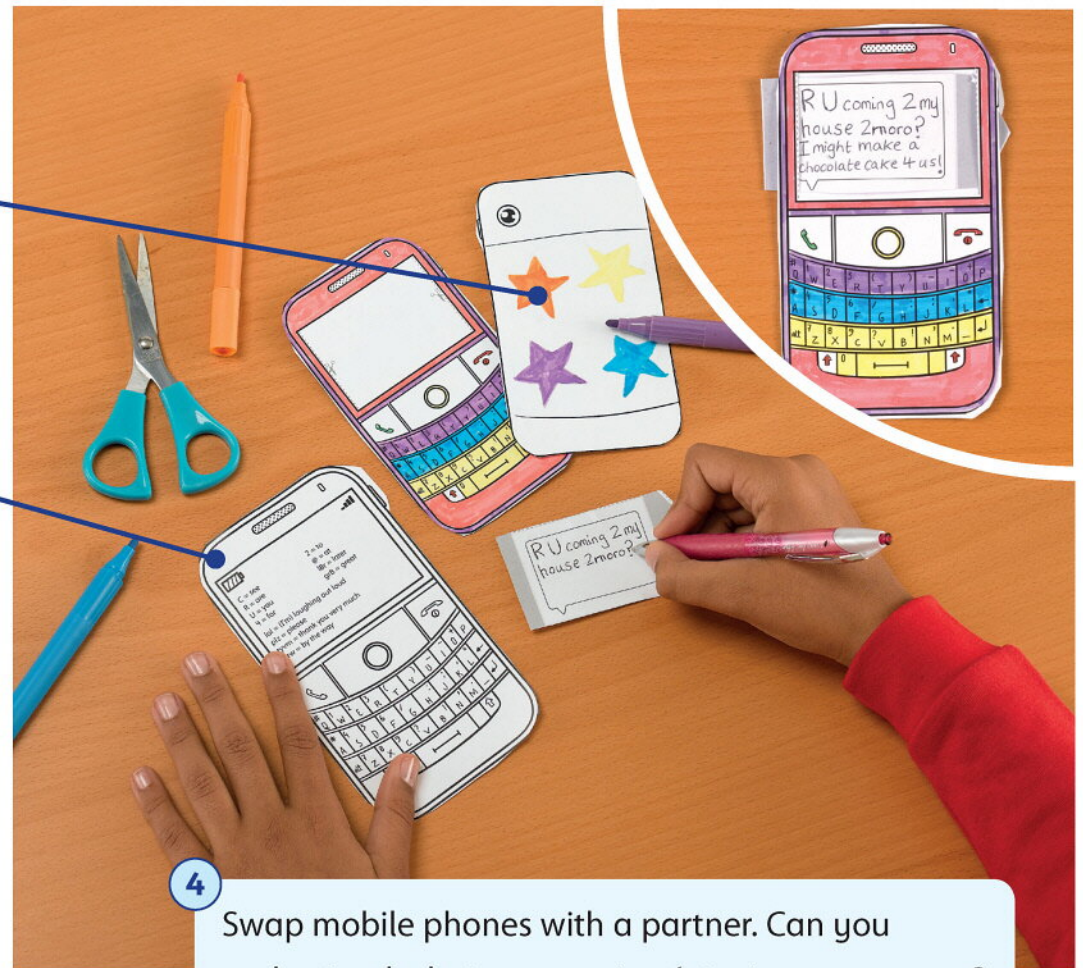 R U coming 2 my
house 2moro?
I might make a
chocolate cake 4 us!
Q W E R T Y U I O P
A S D F G H J K L
alt Z X C V B N M
R U coming 2 my
house 2moro?
C = see
R = are
U = you
4 = for
2 = to
@ = at
l8r = later
gr8 = great
lol = (I'm) laughing out loud
plz = please
= thank you very much
= by the way
Q W E R T Y U I O P
A S D F G H J K L
alt Z X C V B N M
4
Swap mobile phones with a partner. Can you